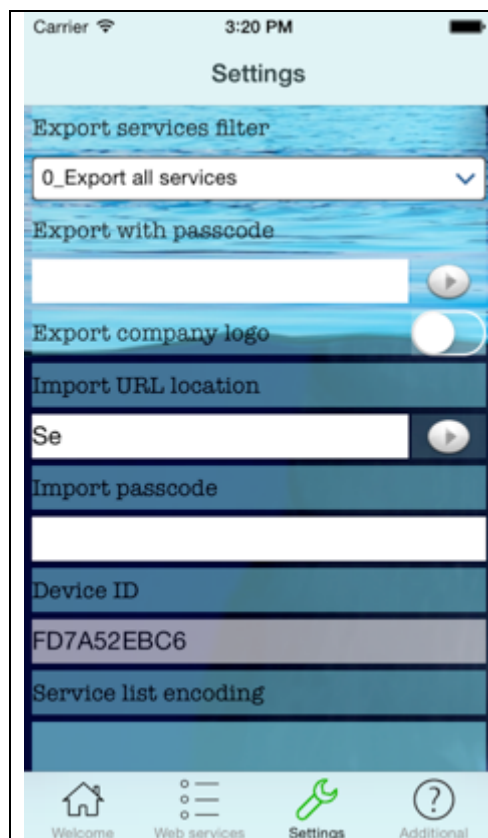 Carrier 3:20 PM
Settings
Export services filter
0_Export all services
Export with passcode
Export company logo
Import URL location
Se
Import passcode
Device ID
FD7A52EBC6
Service list encoding
Welcome Web services Settings Additional